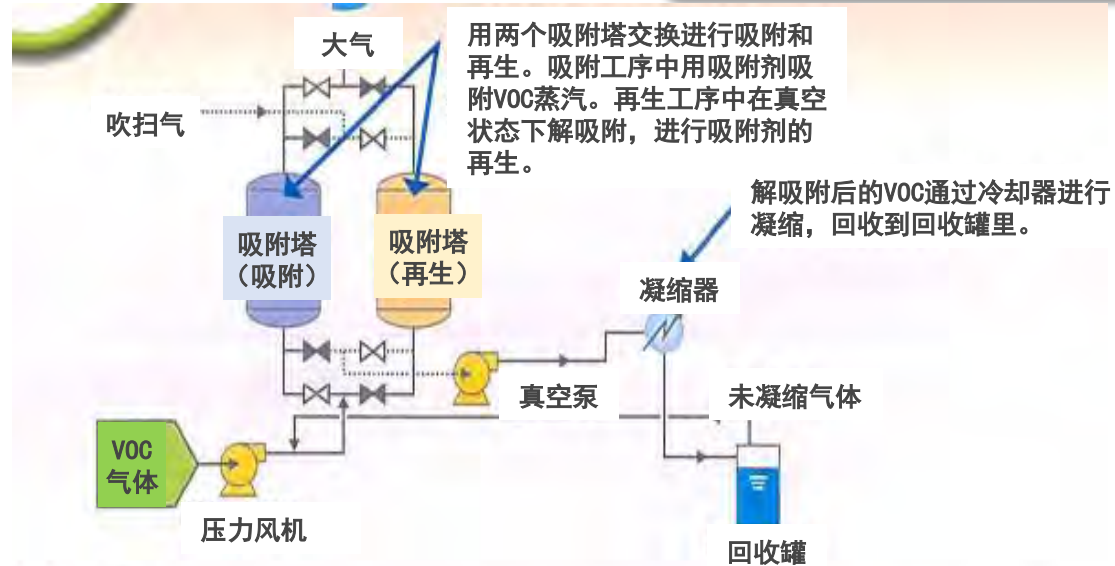 大气
用两个吸附塔交换进行吸附和
再生。吸附工序中用吸附剂吸
附VOC蒸汽。再生工序中在真空
状态下解吸附，进行吸附剂的
再生。
吹扫气
解吸附后的VOC通过冷却器进行
凝缩，回收到回收罐里。
吸附塔
（吸附）
吸附塔
（再生）
凝缩器
真空泵
未凝缩气体
VOC
气体
压力风机
回收罐